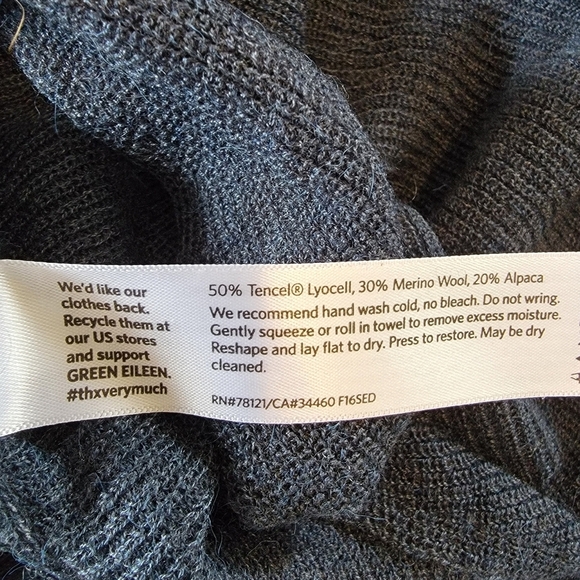 We'd like our
clothes back.
Recycle them at
our US stores
and support
GREEN EILEEN.
#thxverymuch
50% Tencel® Lyocell, 30% Merino Wool, 20% Alpaca
We recommend hand wash cold, no bleach. Do not wring.
Gently squeeze or roll in towel to remove excess moisture.
Reshape and lay flat to dry. Press to restore. May be dry
cleaned.
RN#78121/CA#34460 F16SED